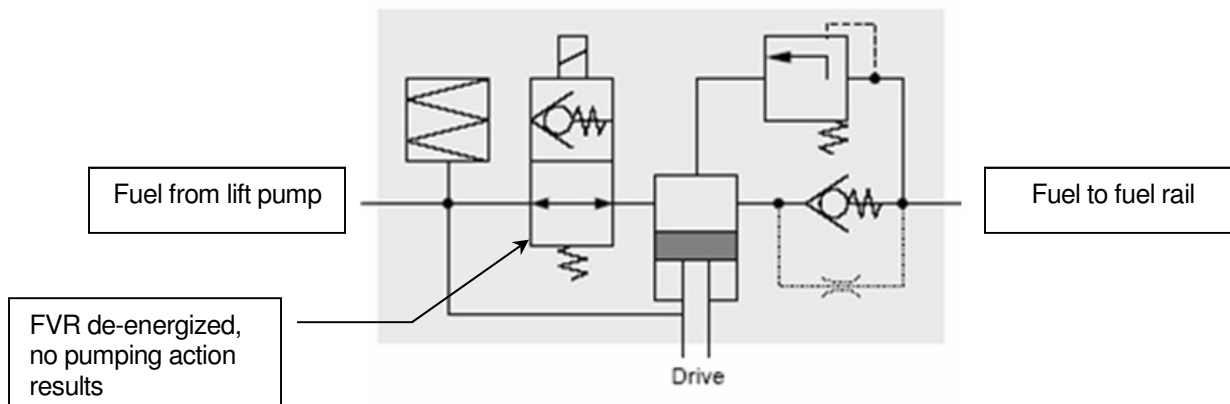 Fuel from lift pump
Fuel to fuel rail
FVR de-energized,
no pumping action
results
Drive